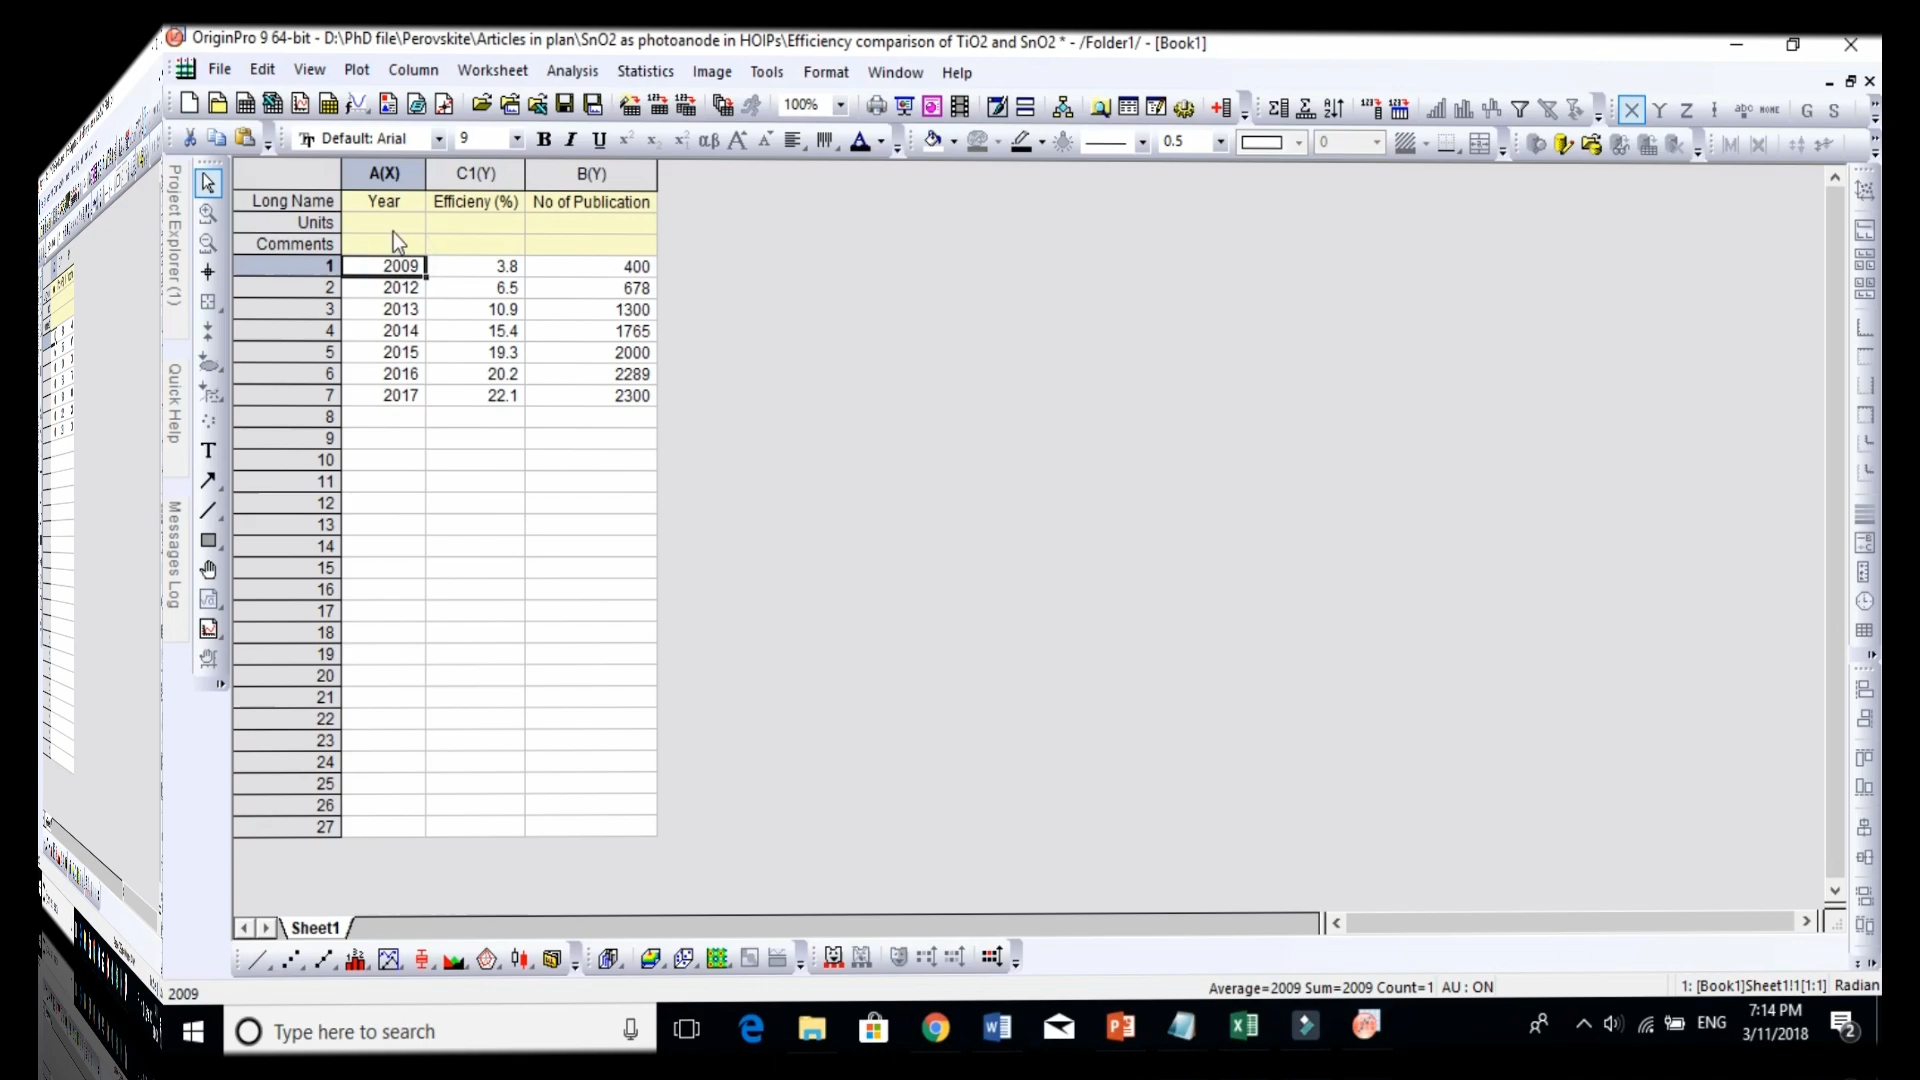 OriginPro 9 64-bit - D:\PhD file\Perovskite\Articles in plan\SnO2 as photoanode in HOIPs\Efficiency comparison of TiO2 and SnO2 * - /Folder1/ - [Book1]
File Edit View Plot Column Worksheet Analysis Statistics Image Tools Format Window Help
100%
X Y Z G S
Default: Arial 9 B I U 0.5 0
Project Explorer (1)
Quick Help
Messages Log
A(X) C1(Y) B(Y)
Long Name Year Efficieny (%) No of Publication
Units
Comments
1 2009 3.8 400
2 2012 6.5 678
3 2013 10.9 1300
4 2014 15.4 1765
5 2015 19.3 2000
6 2016 20.2 2289
7 2017 22.1 2300
8
9
10
11
12
13
14
15
16
17
18
19
20
21
22
23
24
25
26
27
Sheet1
2009 Average=2009 Sum=2009 Count=1 AU : ON 1: [Book1]Sheet1!1[1:1] Radian
Type here to search
ENG
7:14 PM
3/11/2018
2